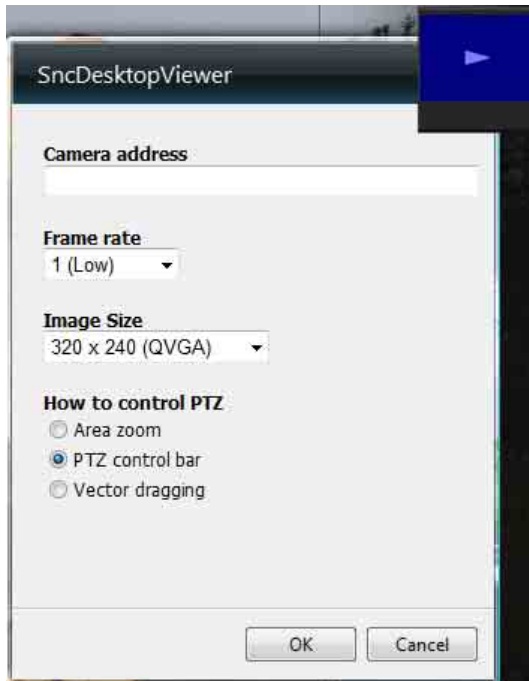 SncDesktopViewer
Camera address
Frame rate
1 (Low)
Image Size
320 x 240 (QVGA)
How to control PTZ
Area zoom
PTZ control bar
Vector dragging
OK
Cancel